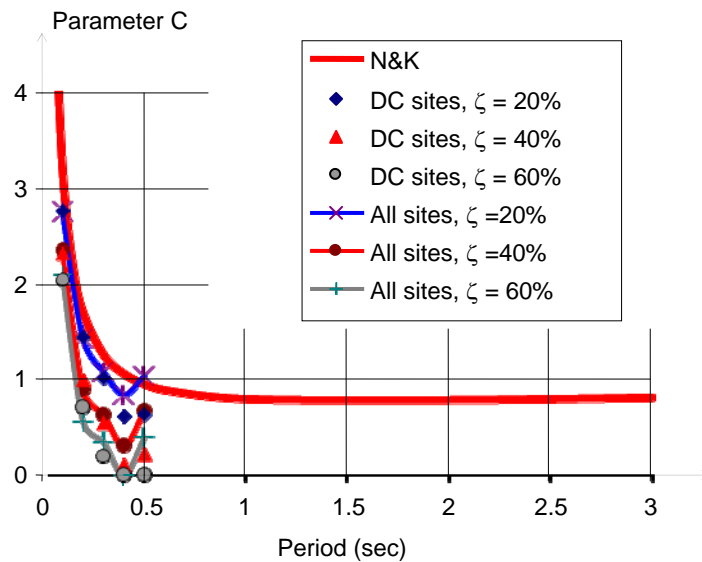 Parameter C
N&K
DC sites, ζ = 20%
DC sites, ζ = 40%
DC sites, ζ = 60%
All sites, ζ =20%
All sites, ζ =40%
All sites, ζ = 60%
4
3
2
1
0
0 0.5 1 1.5 2 2.5 3
Period (sec)